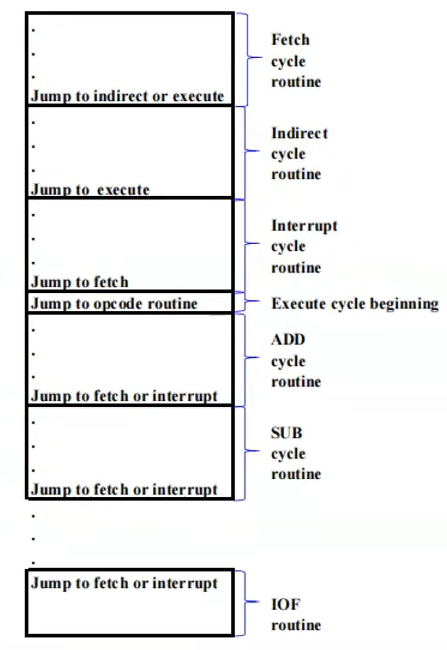 .
.
.
Jump to indirect or execute
Fetch
cycle
routine
.
.
.
Jump to execute
Indirect
cycle
routine
.
.
.
Jump to fetch
Interrupt
cycle
routine
Jump to opcode routine
Execute cycle beginning
.
.
.
Jump to fetch or interrupt
ADD
cycle
routine
.
.
.
Jump to fetch or interrupt
SUB
cycle
routine
.
.
.
Jump to fetch or interrupt
IOF
routine